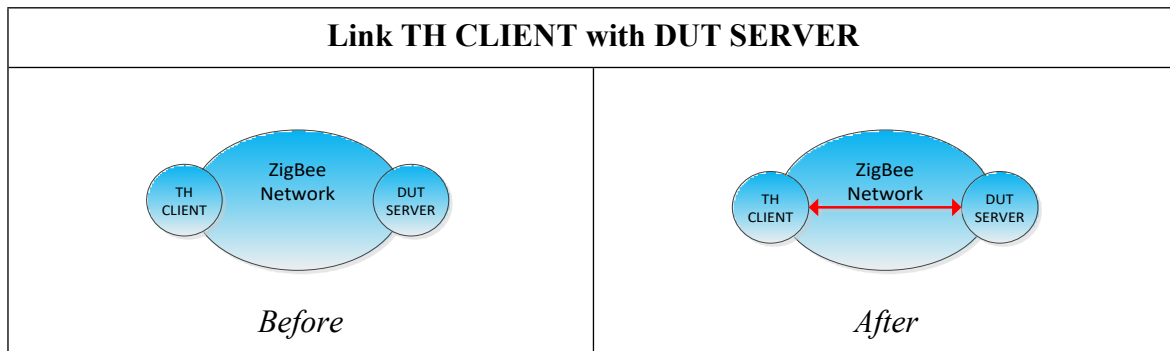 Link TH CLIENT with DUT SERVER
ZigBee
Network
TH
CLIENT
DUT
SERVER
Before
ZigBee
Network
TH
CLIENT
DUT
SERVER
After